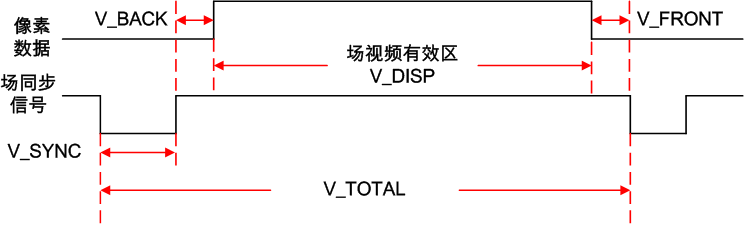 像素
数据
V_BACK
V_FRONT
场视频有效区
V_DISP
场同步
信号
V_SYNC
V_TOTAL